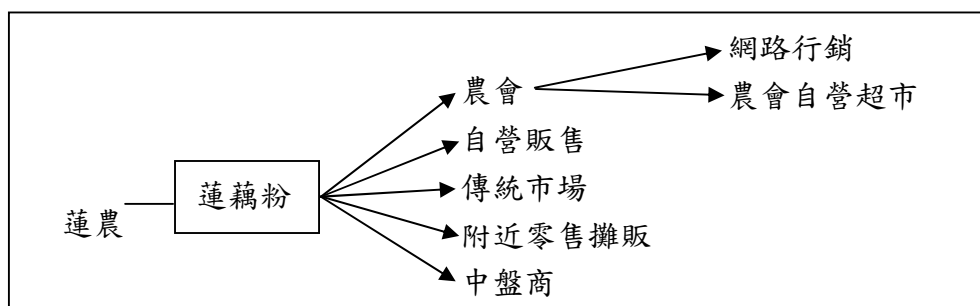 網路行銷
農會
農會自營超市
自營販售
蓮藕粉
傳統市場
蓮農
附近零售攤販
中盤商